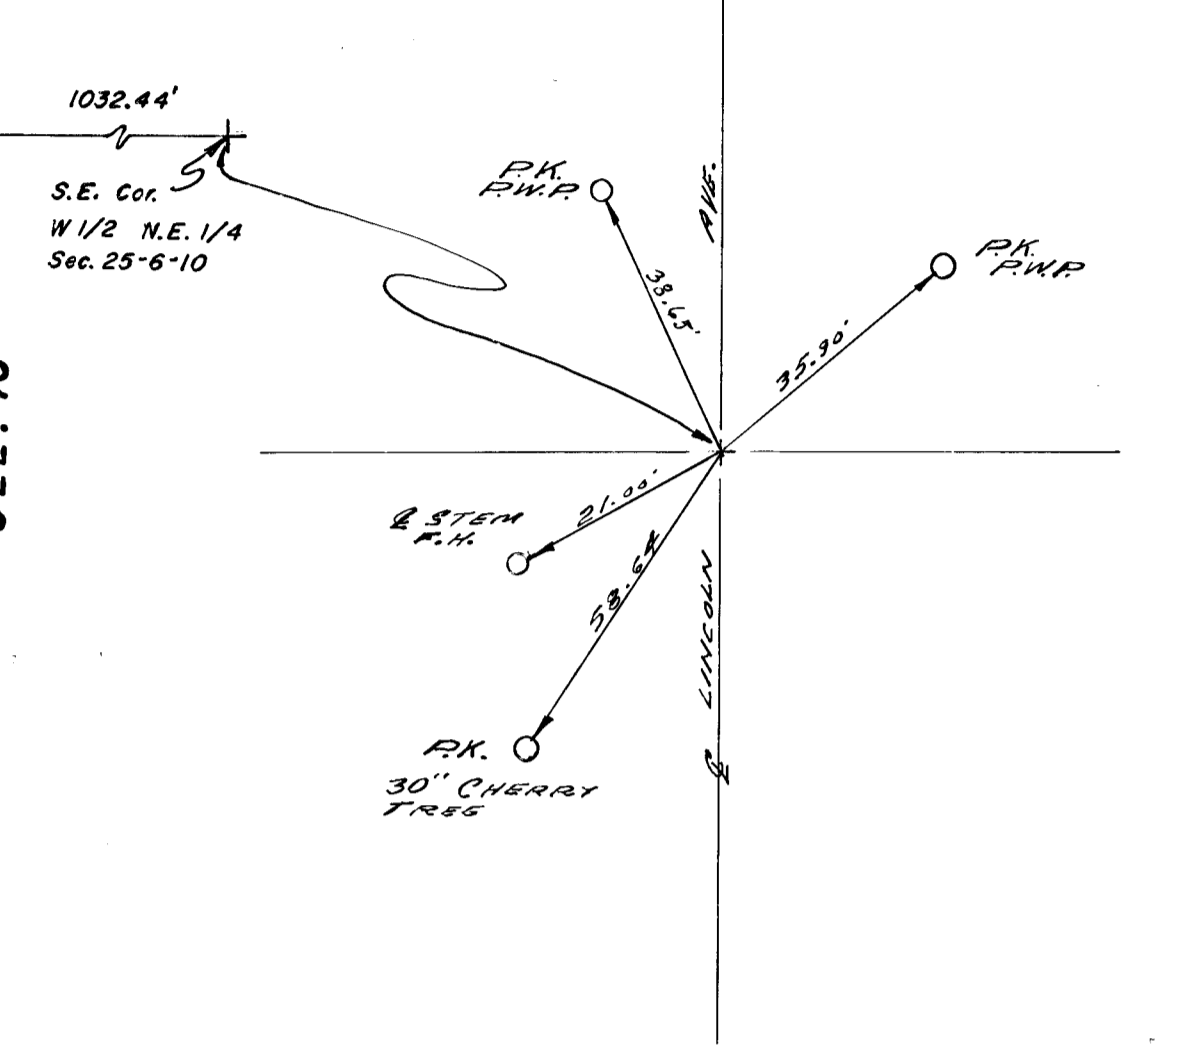 1032.44'
S.E. Cor.
W 1/2 N.E. 1/4
Sec. 25-6-10
P.K.
P.W.P.
AVE.
P.K.
P.W.P.
38.65'
35.90'
21.00'
℄ STEM
F.H.
58.64
℄ LINCOLN
P.K.
30" CHERRY
TREE